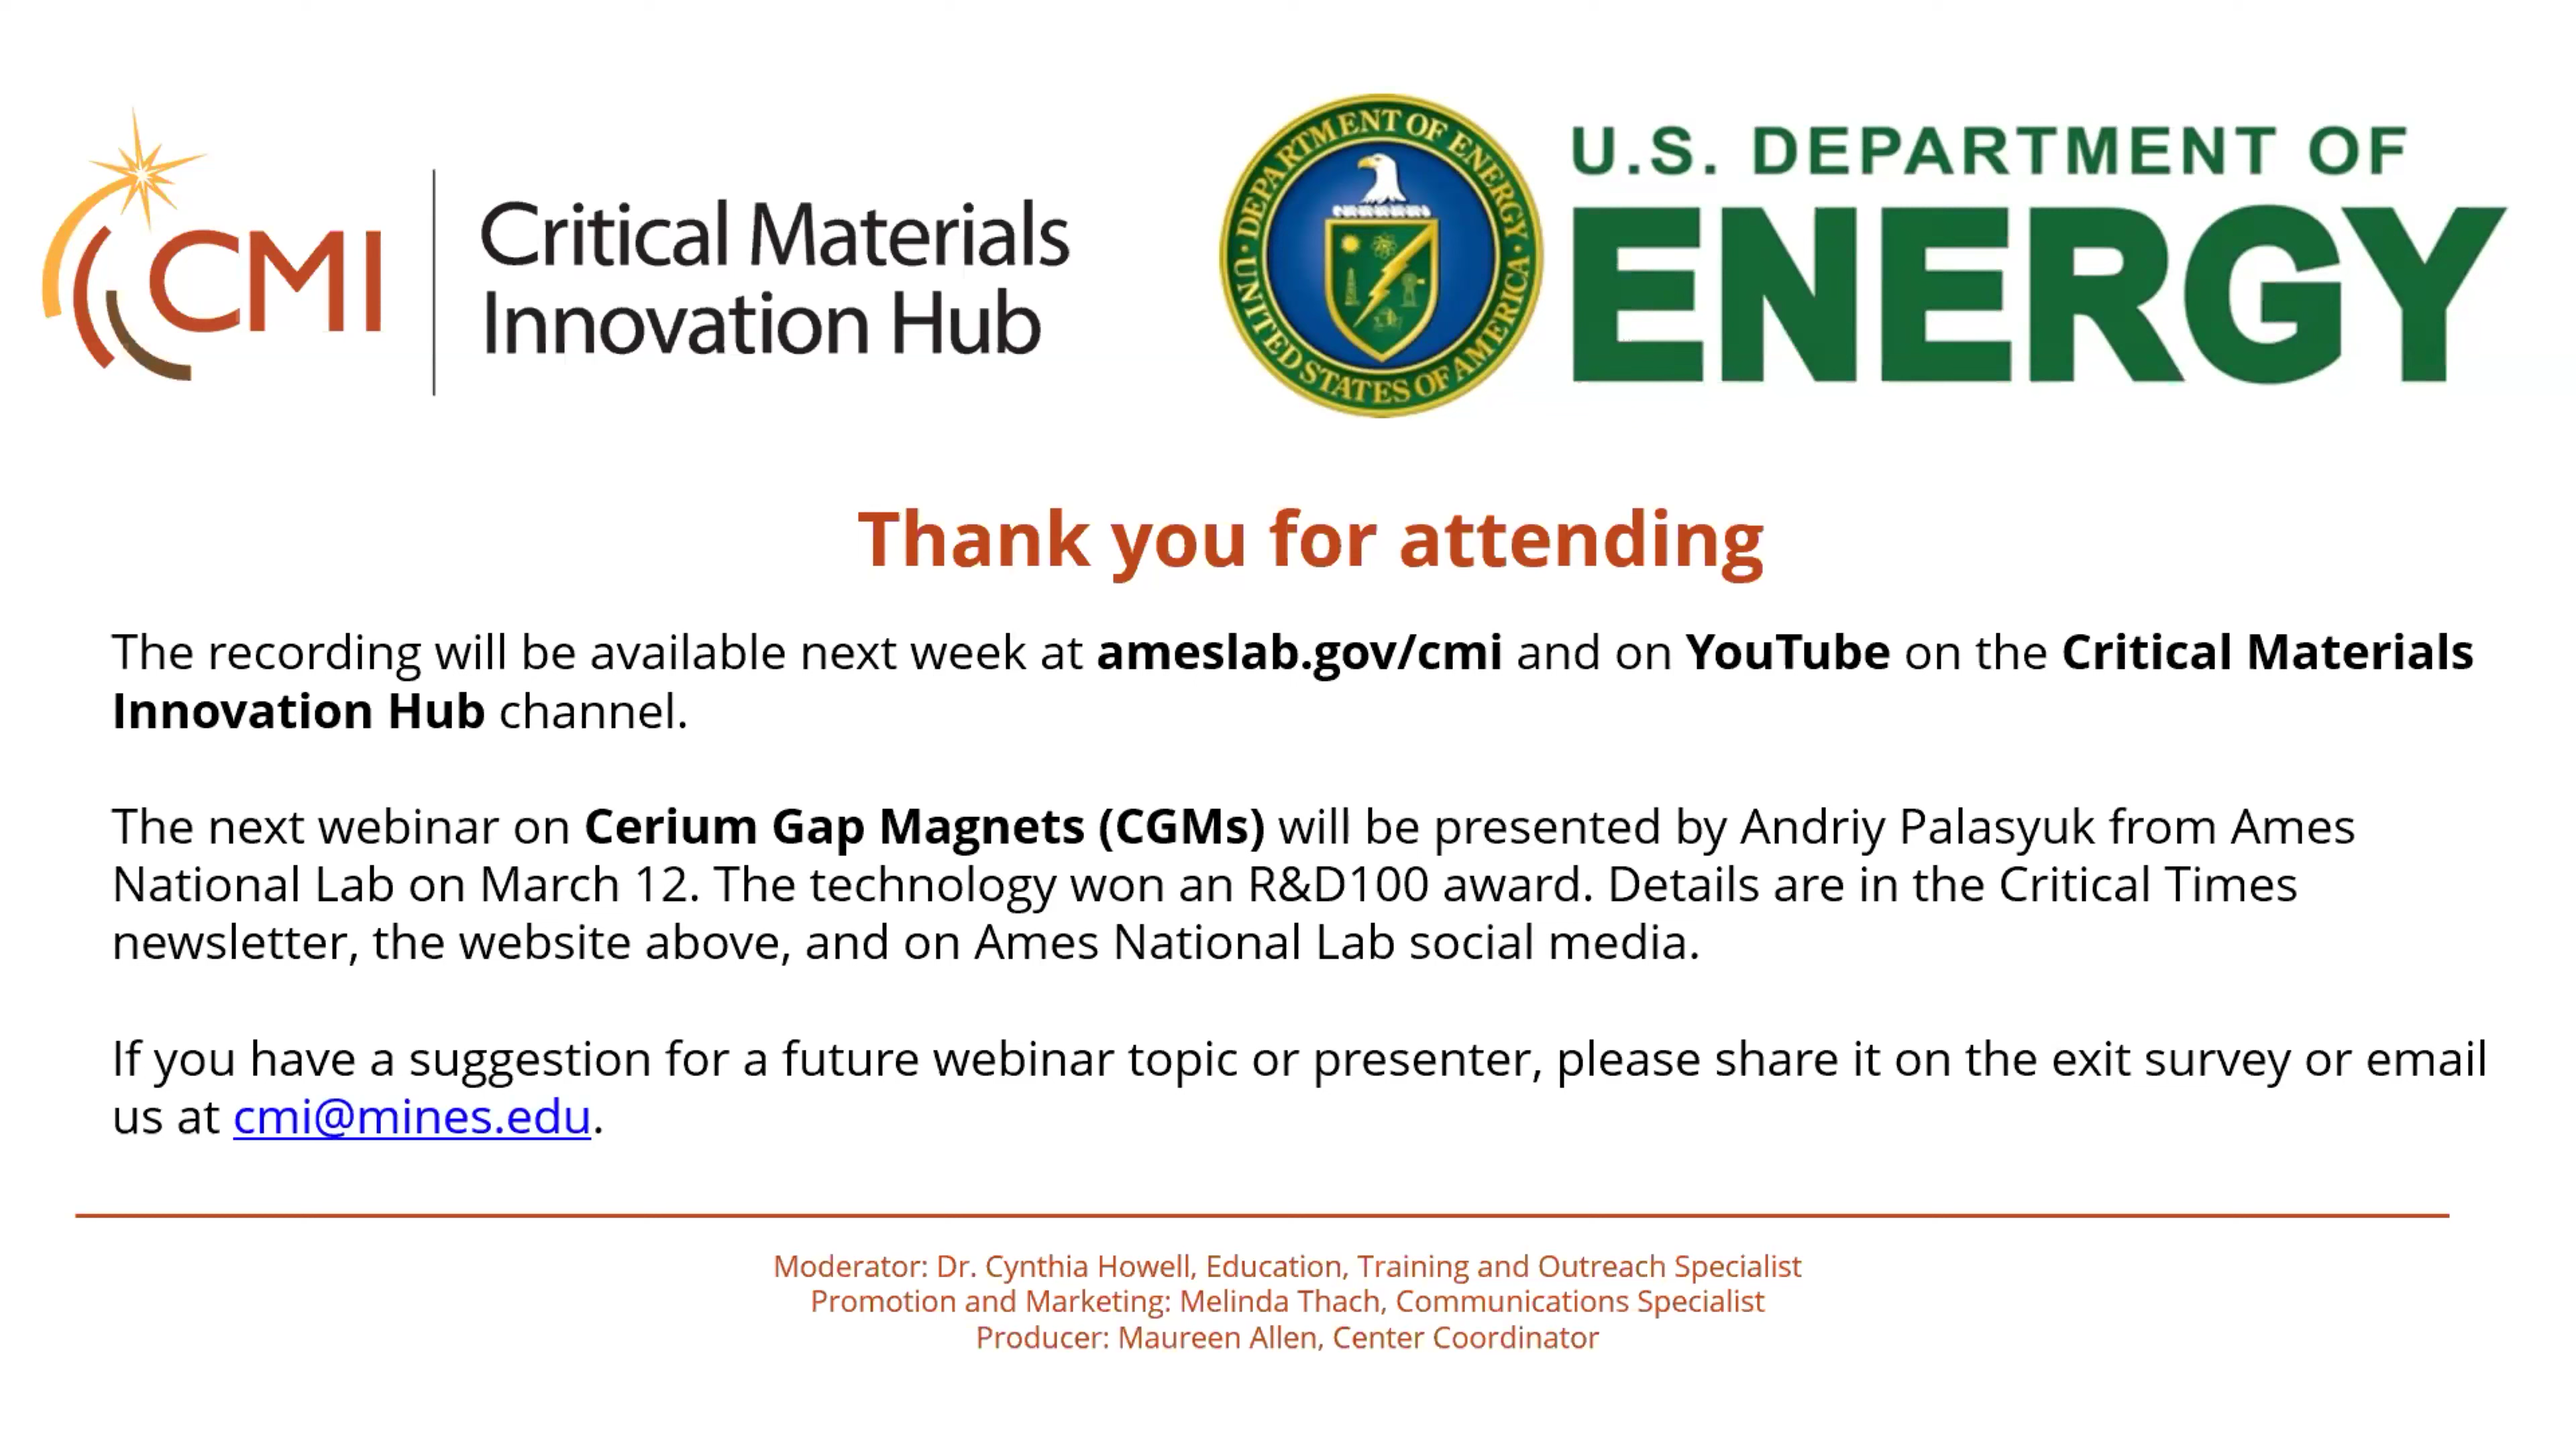 CMI
Critical Materials
Innovation Hub
DEPARTMENT OF ENERGY
UNITED STATES OF AMERICA
U.S. DEPARTMENT OF
ENERGY
Thank you for attending
The recording will be available next week at ameslab.gov/cmi and on YouTube on the Critical Materials
Innovation Hub channel.
The next webinar on Cerium Gap Magnets (CGMs) will be presented by Andriy Palasyuk from Ames
National Lab on March 12. The technology won an R&D100 award. Details are in the Critical Times
newsletter, the website above, and on Ames National Lab social media.
If you have a suggestion for a future webinar topic or presenter, please share it on the exit survey or email
us at cmi@mines.edu.
Moderator: Dr. Cynthia Howell, Education, Training and Outreach Specialist
Promotion and Marketing: Melinda Thach, Communications Specialist
Producer: Maureen Allen, Center Coordinator